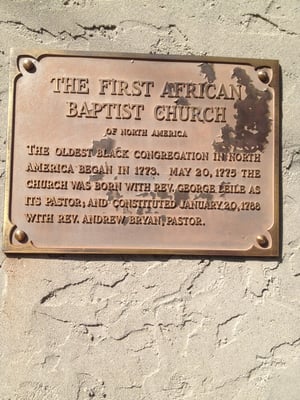 THE FIRST AFRICAN
BAPTIST CHURCH
OF NORTH AMERICA
THE OLDEST BLACK CONGREGATION IN NORTH
AMERICA BEGAN IN 1773. MAY 20, 1775 THE
CHURCH WAS BORN WITH REV. GEORGE LEILE AS
ITS PASTOR; AND CONSTITUTED JANUARY 20, 1788
WITH REV. ANDREW BRYAN, PASTOR.